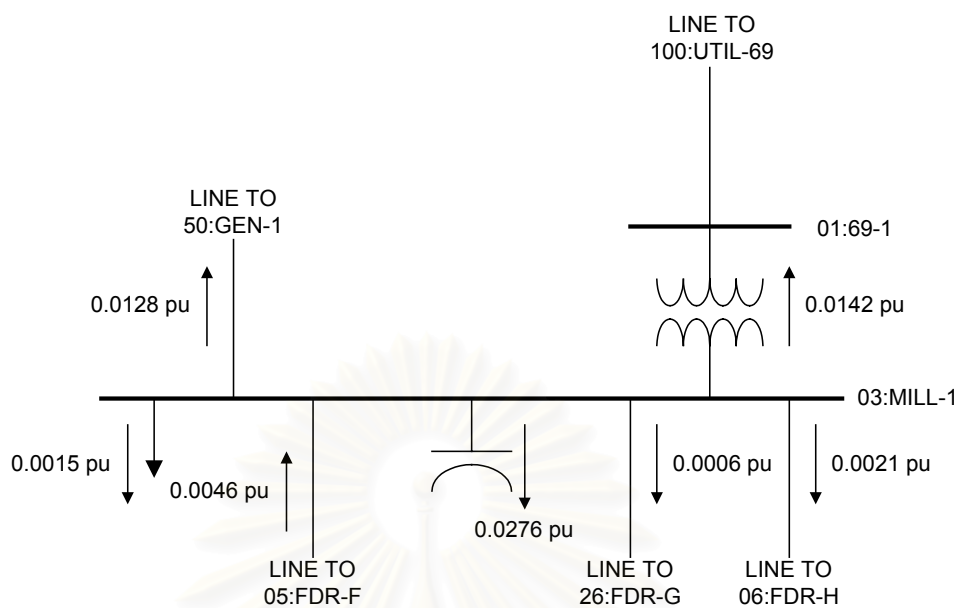 LINE TO
100:UTIL-69
LINE TO
50:GEN-1
01:69-1
0.0128 pu
0.0142 pu
03:MILL-1
0.0015 pu
0.0046 pu
0.0276 pu
0.0006 pu
0.0021 pu
LINE TO
05:FDR-F
LINE TO
26:FDR-G
LINE TO
06:FDR-H